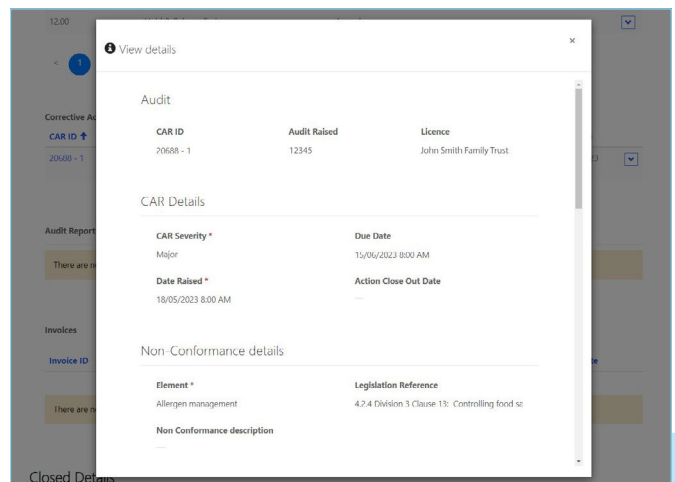 12.00
View details
×
< 1
Audit
Corrective Ac
CAR ID Audit Raised Licence
CAR ID
20688 - 1 12345 John Smith Family Trust
20688 - 1
CAR Details
CAR Severity * Due Date
Audit Report
Major 15/06/2023 8:00 AM
There are n
Date Raised * Action Close Out Date
18/05/2023 8:00 AM —
Invoices
Non-Conformance details
Invoice ID
Element * Legislation Reference
Allergen management 4.2.4 Division 3 Clause 13: Controlling food sa
There are n
Non Conformance description
—
Closed Details